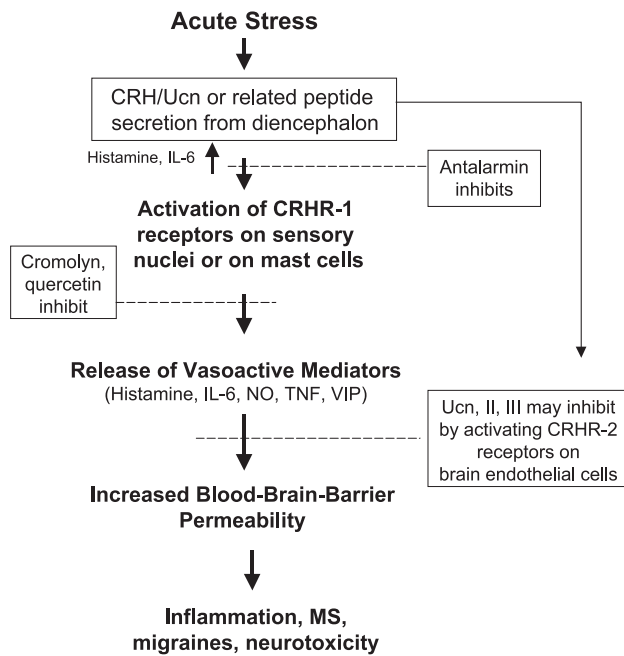 Acute Stress
CRH/Ucn or related peptide
secretion from diencephalon
Histamine, IL-6
Antalarmin
inhibits
Activation of CRHR-1
receptors on sensory
nuclei or on mast cells
Cromolyn,
quercetin
inhibit
Release of Vasoactive Mediators
(Histamine, IL-6, NO, TNF, VIP)
Ucn, II, III may inhibit
by activating CRHR-2
receptors on
brain endothelial cells
Increased Blood-Brain-Barrier
Permeability
Inflammation, MS,
migraines, neurotoxicity